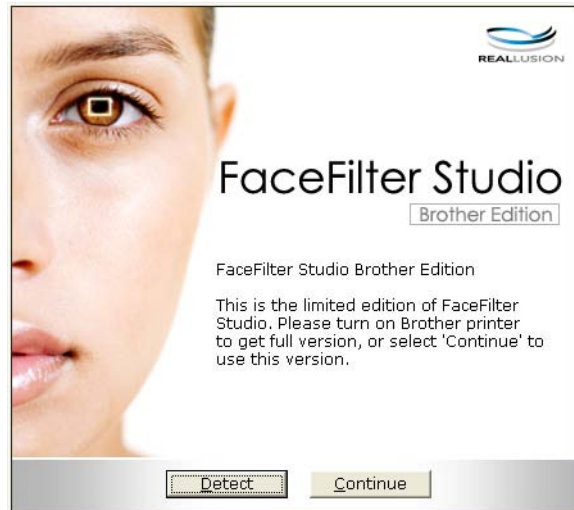 REALLUSION
FaceFilter Studio
Brother Edition
FaceFilter Studio Brother Edition
This is the limited edition of FaceFilter
Studio. Please turn on Brother printer
to get full version, or select 'Continue' to
use this version.
Detect Continue